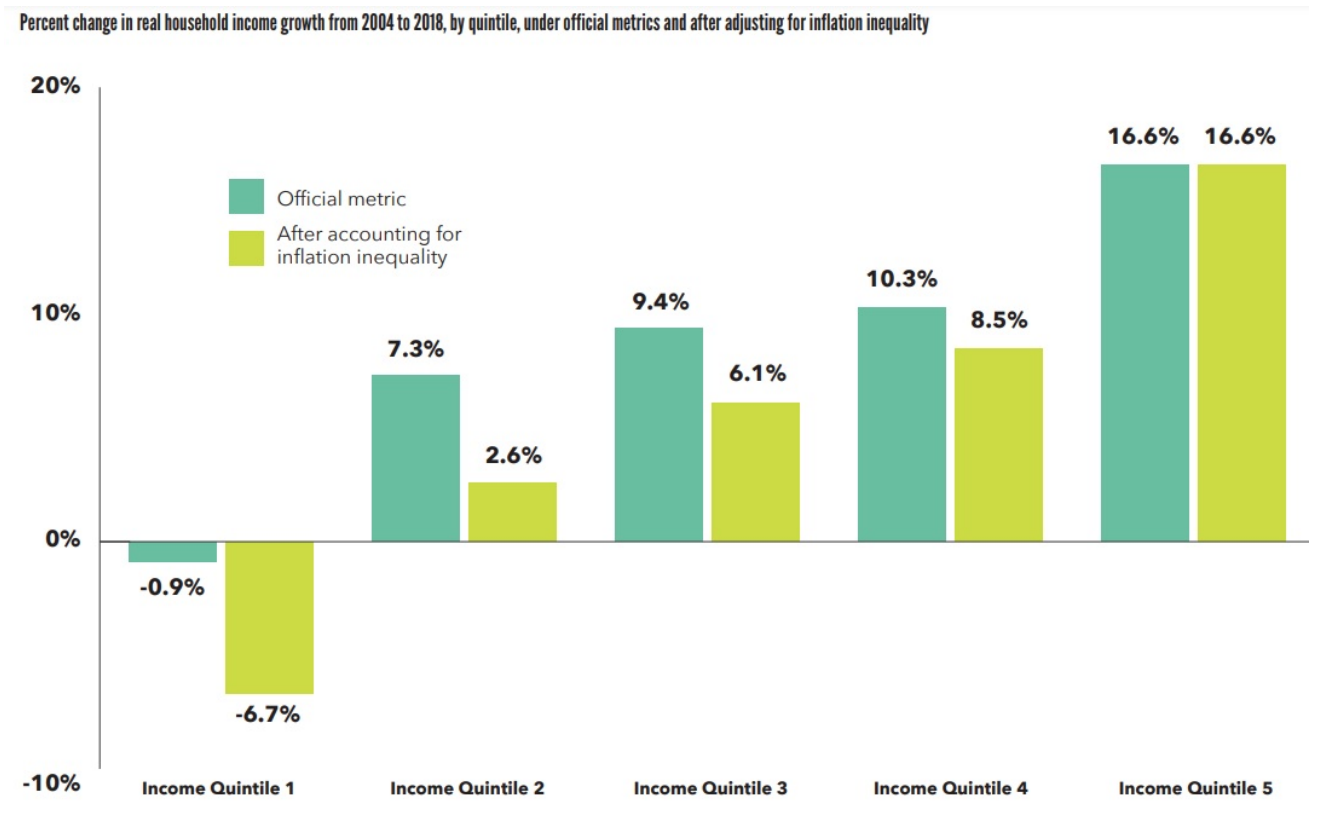 Percent change in real household income growth from 2004 to 2018, by quintile, under official metrics and after adjusting for inflation inequality
20%
16.6% 16.6%
Official metric
After accounting for
inflation inequality
10.3%
9.4%
10%
8.5%
7.3%
6.1%
2.6%
0%
-0.9%
-6.7%
-10%
Income Quintile 1 Income Quintile 2 Income Quintile 3 Income Quintile 4 Income Quintile 5